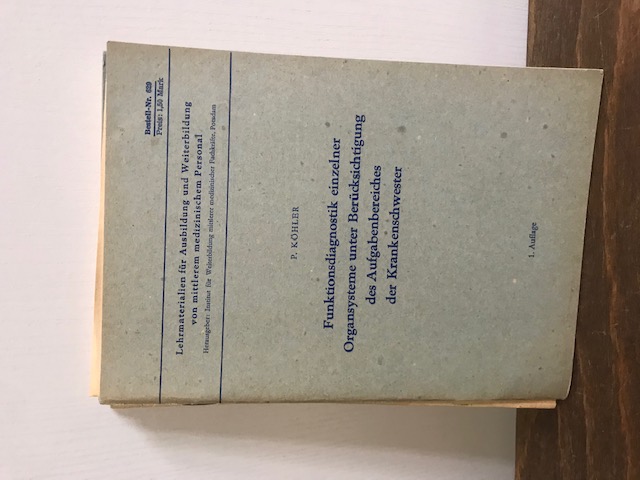 Bestell-Nr. 629
Preis: 1,50 Mark
Lehrmaterialien für Ausbildung und Weiterbildung
von mittlerem medizinischem Personal
Herausgeber: Institut für Weiterbildung mittlerer medizinischer Fachkräfte, Potsdam
P. KÖHLER
Funktionsdiagnostik einzelner
Organsysteme unter Berücksichtigung
des Aufgabenbereiches
der Krankenschwester
1. Auflage